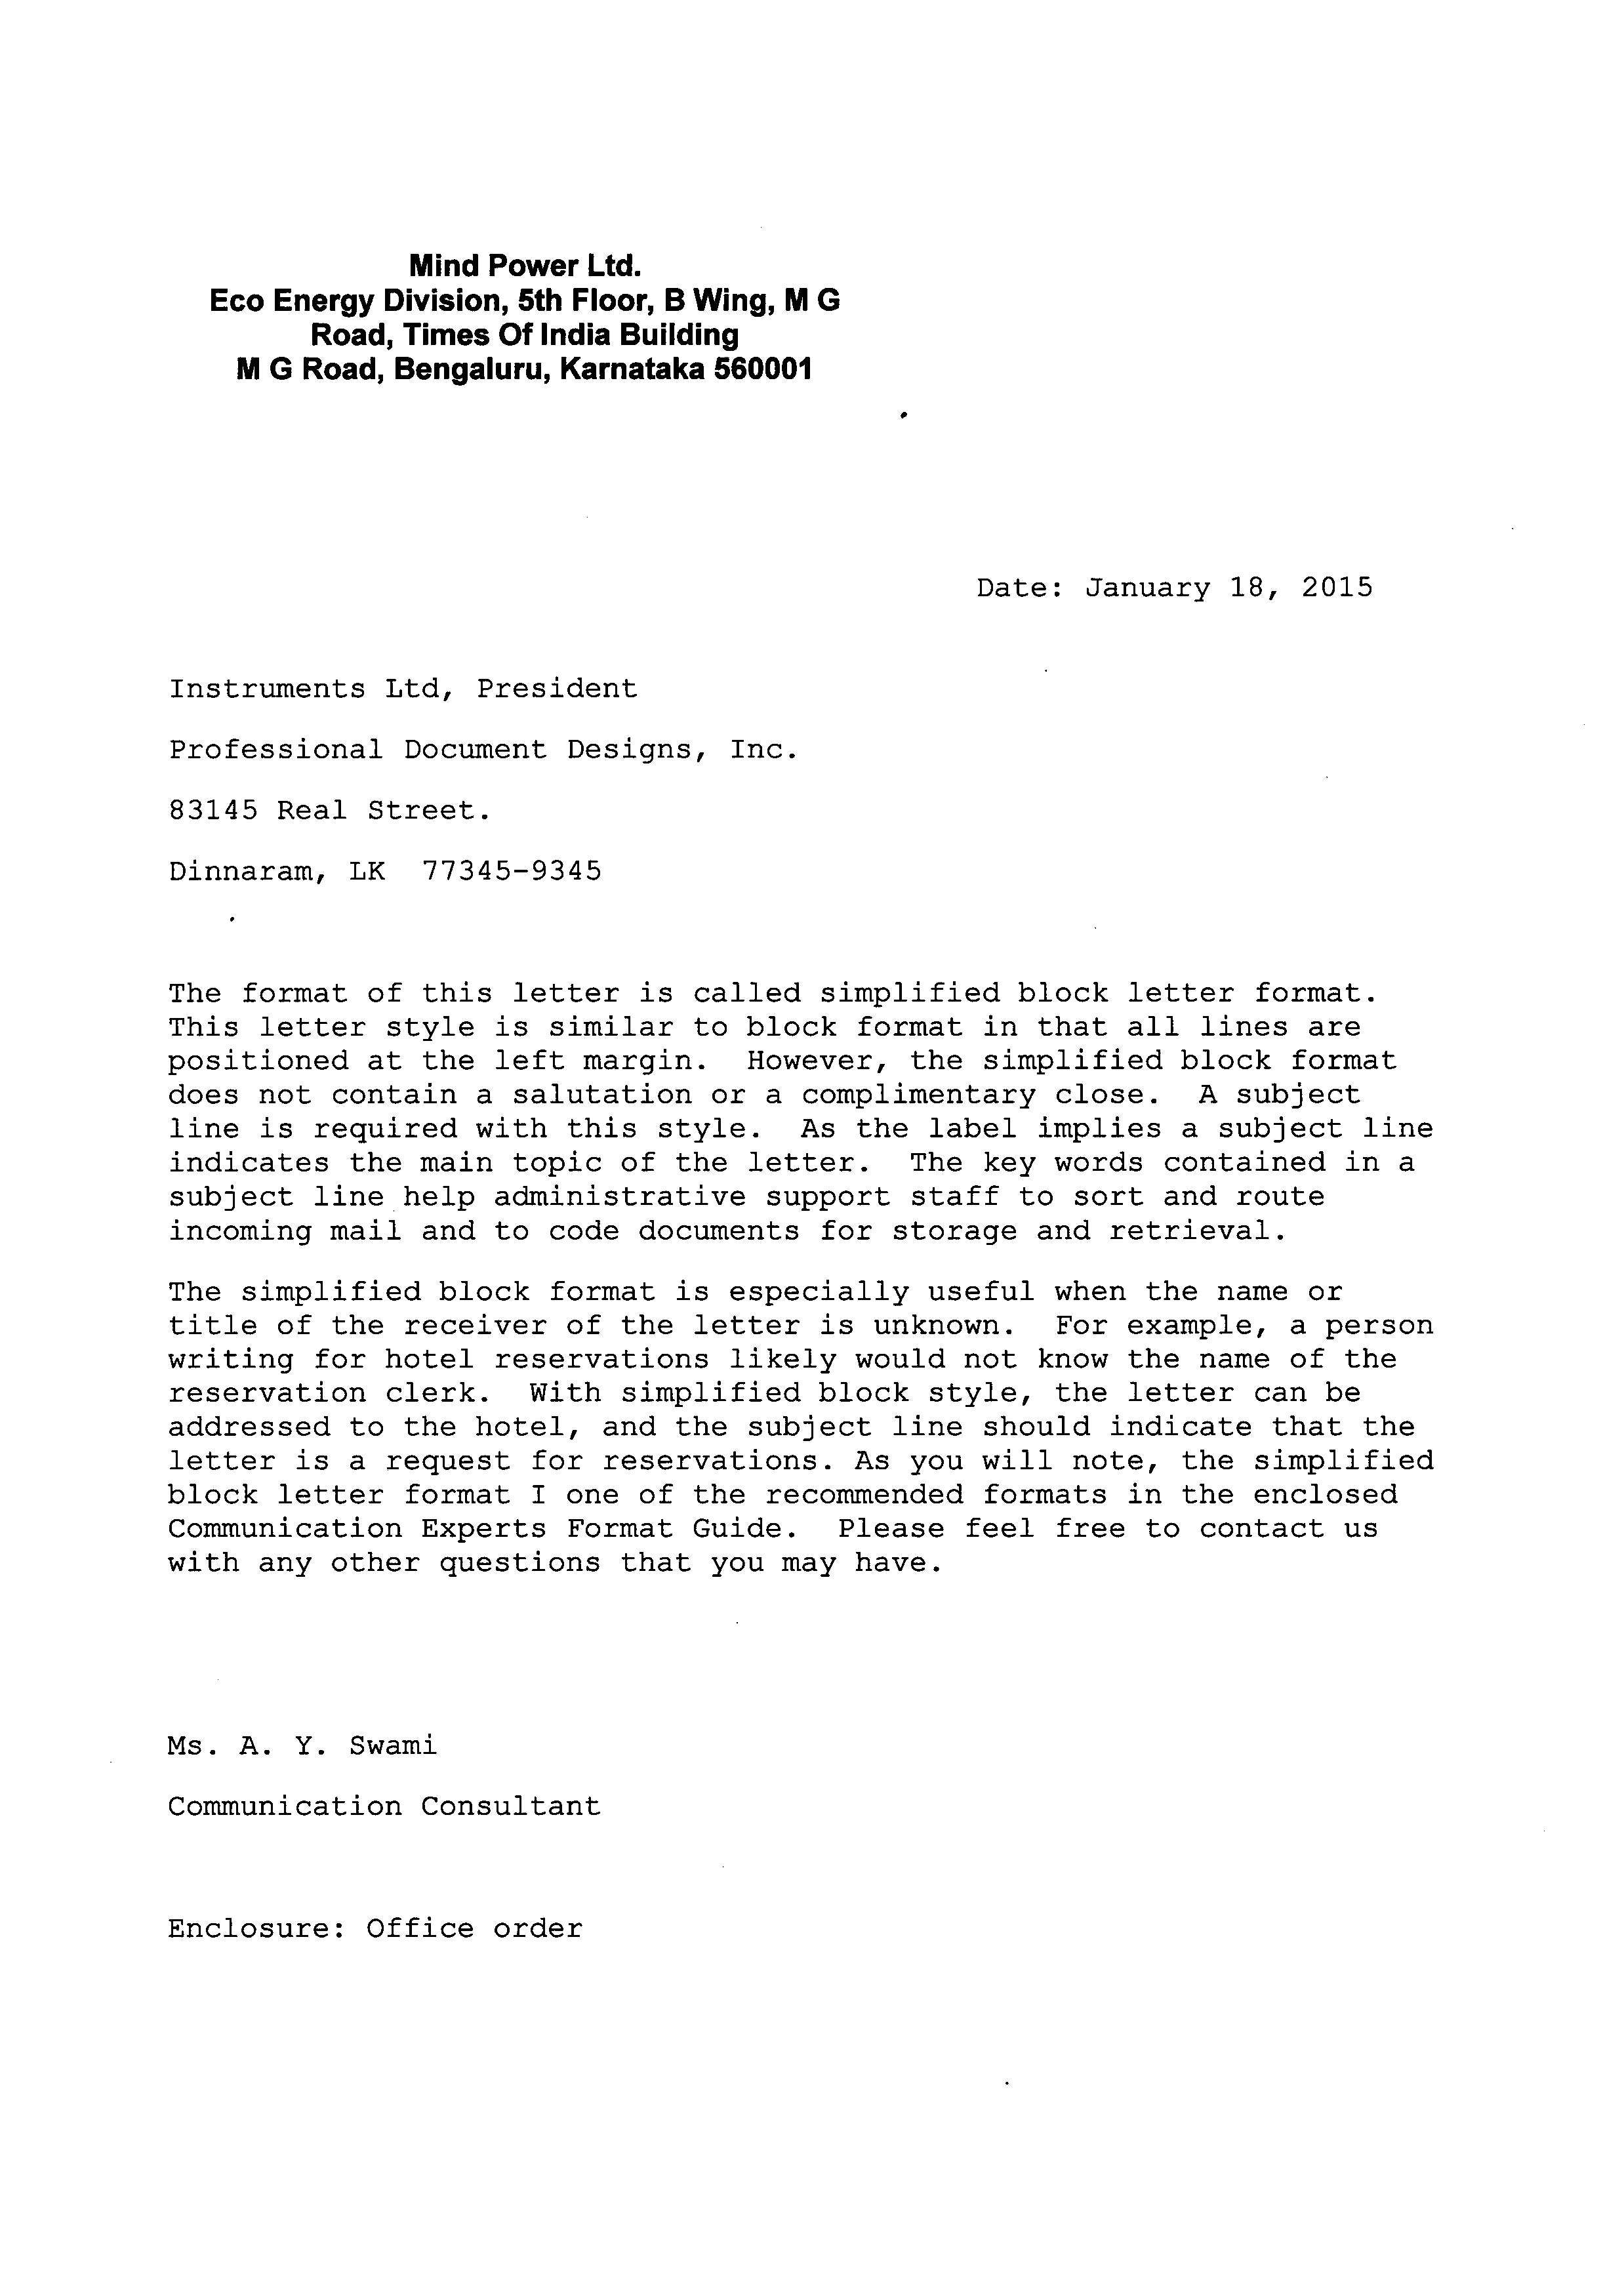 Mind Power Ltd.
Eco Energy Division, 5th Floor, B Wing, M G
Road, Times Of India Building
M G Road, Bengaluru, Karnataka 560001
Date: January 18, 2015
Instruments Ltd, President
Professional Document Designs, Inc.
83145 Real Street.
Dinnaram, LK  77345-9345
The format of this letter is called simplified block letter format.
This letter style is similar to block format in that all lines are
positioned at the left margin.  However, the simplified block format
does not contain a salutation or a complimentary close.  A subject
line is required with this style.  As the label implies a subject line
indicates the main topic of the letter.  The key words contained in a
subject line help administrative support staff to sort and route
incoming mail and to code documents for storage and retrieval.
The simplified block format is especially useful when the name or
title of the receiver of the letter is unknown.  For example, a person
writing for hotel reservations likely would not know the name of the
reservation clerk.  With simplified block style, the letter can be
addressed to the hotel, and the subject line should indicate that the
letter is a request for reservations. As you will note, the simplified
block letter format I one of the recommended formats in the enclosed
Communication Experts Format Guide.  Please feel free to contact us
with any other questions that you may have.
Ms. A. Y. Swami
Communication Consultant
Enclosure: Office order